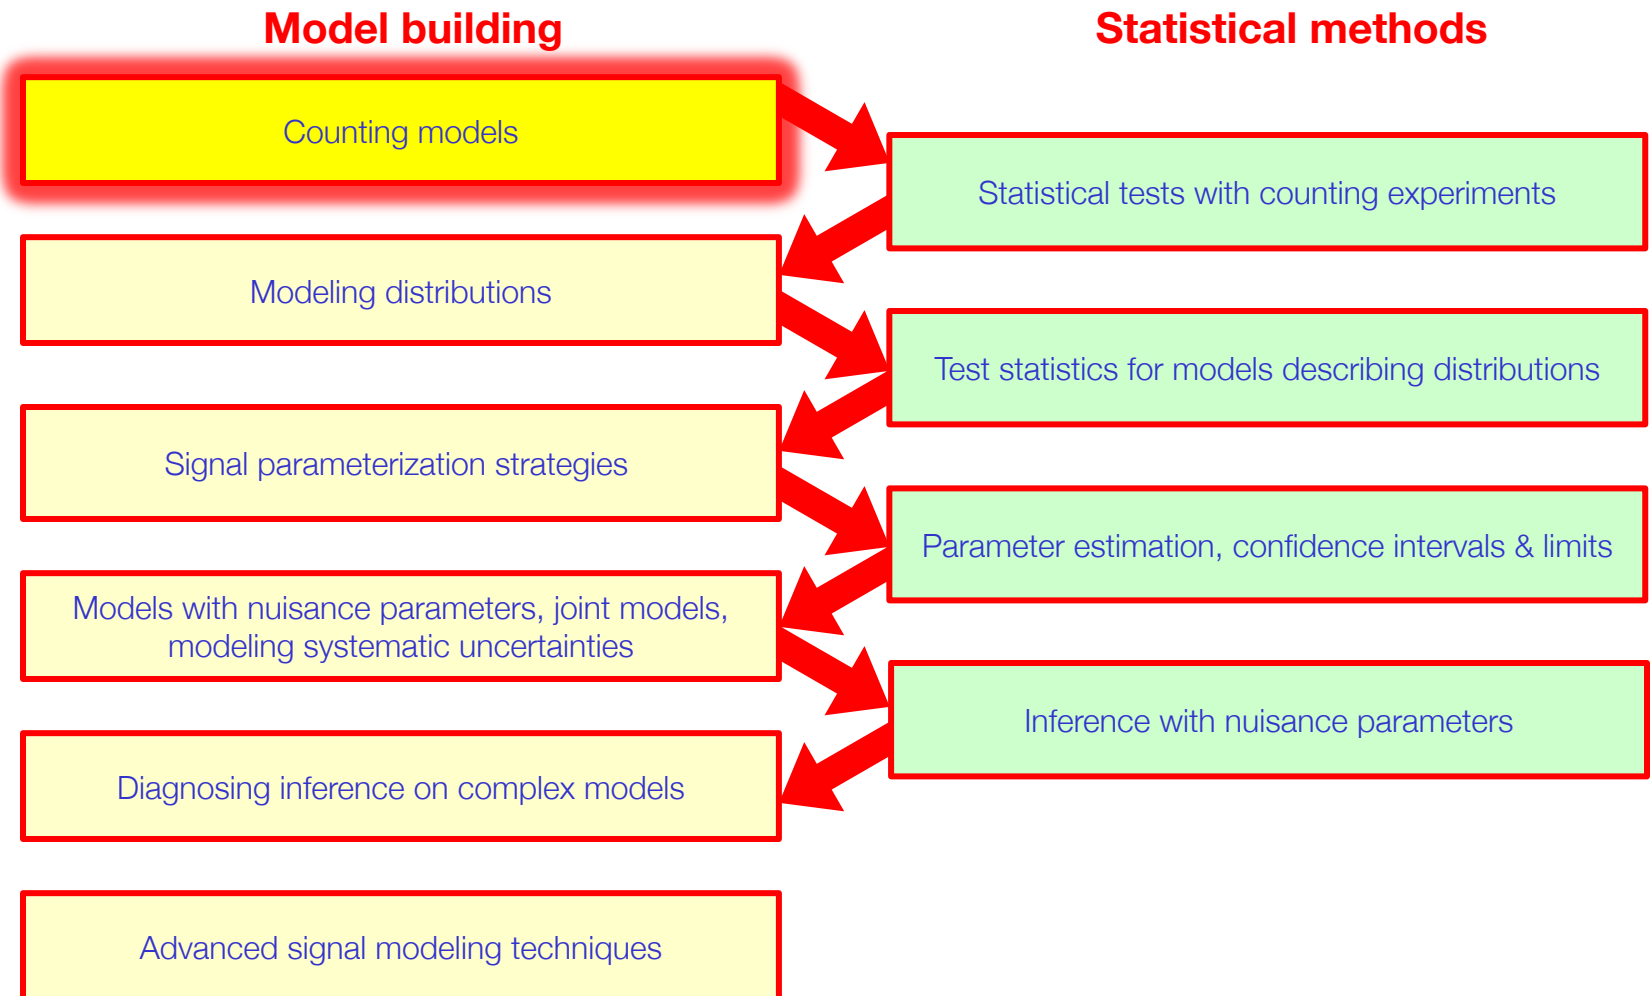 Model building
Statistical methods
Counting models
Statistical tests with counting experiments
Modeling distributions
Test statistics for models describing distributions
Signal parameterization strategies
Parameter estimation, confidence intervals & limits
Models with nuisance parameters, joint models,
modeling systematic uncertainties
Inference with nuisance parameters
Diagnosing inference on complex models
Advanced signal modeling techniques